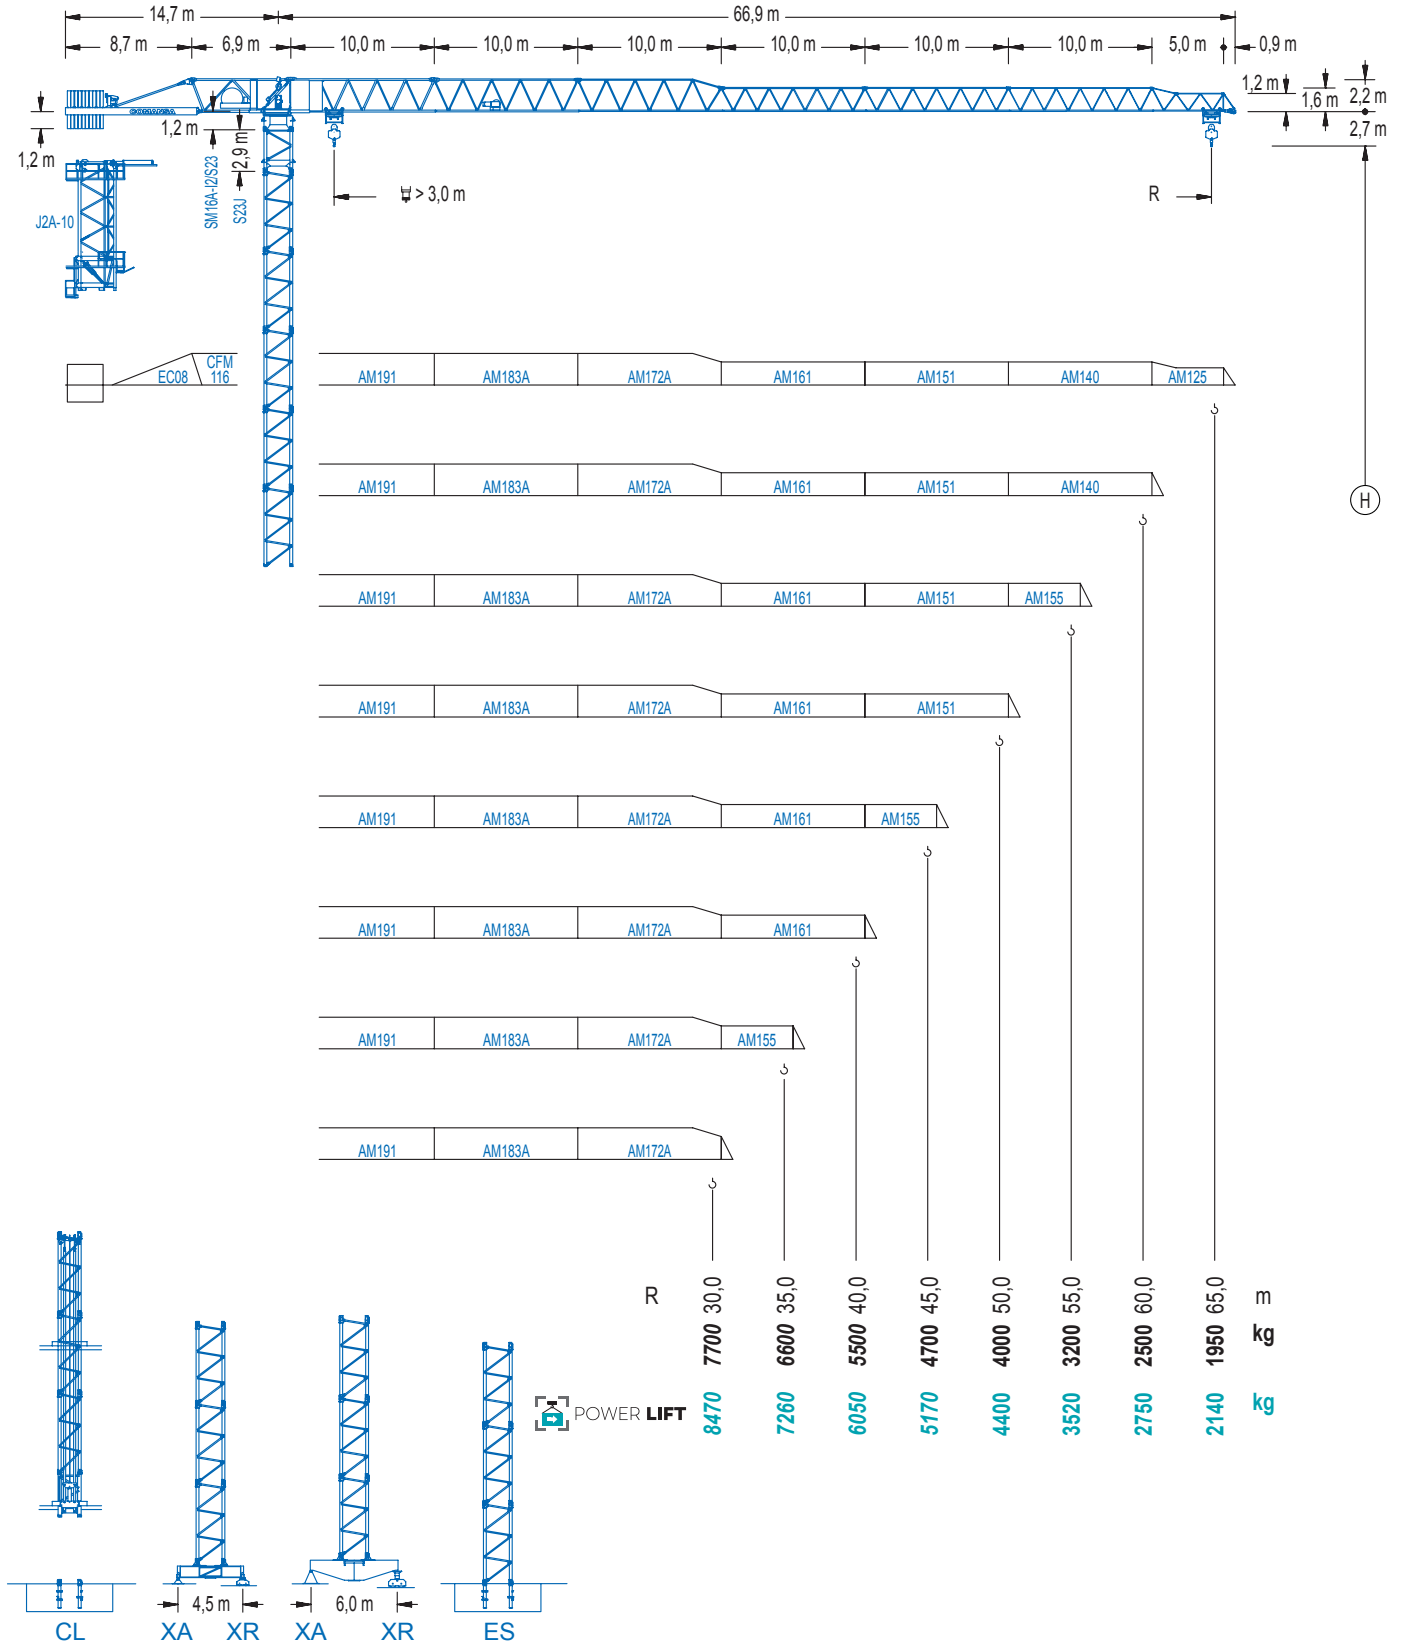 14,7 m 66,9 m
8,7 m 6,9 m 10,0 m 10,0 m 10,0 m 10,0 m 10,0 m 10,0 m 5,0 m 0,9 m
COMANSA
1,2 m 1,6 m 2,2 m
1,2 m 1,2 m 2,9 m 2,7 m
SM16A-I2/S23
S23J
J2A-10
> 3,0 m R
EC08 CFM 116
AM191 AM183A AM172A AM161 AM151 AM140 AM125
AM191 AM183A AM172A AM161 AM151 AM140
H
AM191 AM183A AM172A AM161 AM151 AM155
AM191 AM183A AM172A AM161 AM151
AM191 AM183A AM172A AM161 AM155
AM191 AM183A AM172A AM161
AM191 AM183A AM172A AM155
AM191 AM183A AM172A
R 30,0 35,0 40,0 45,0 50,0 55,0 60,0 65,0 m
7700 6600 5500 4700 4000 3200 2500 1950 kg
POWER LIFT 8470 7260 6050 5170 4400 3520 2750 2140 kg
4,5 m 6,0 m
CL XA XR XA XR ES